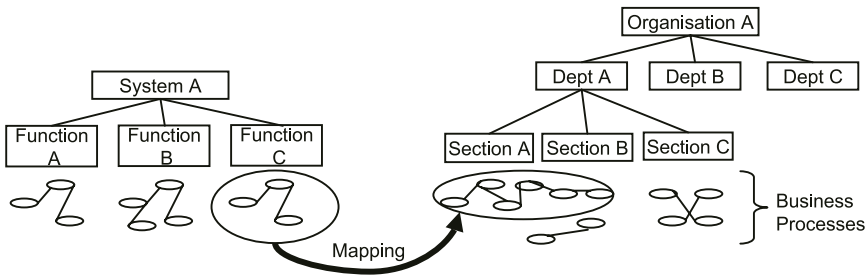 Organisation A
System A
Dept A
Dept B
Dept C
Function
A
Function
B
Function
C
Section A
Section B
Section C
Business
Processes
Mapping